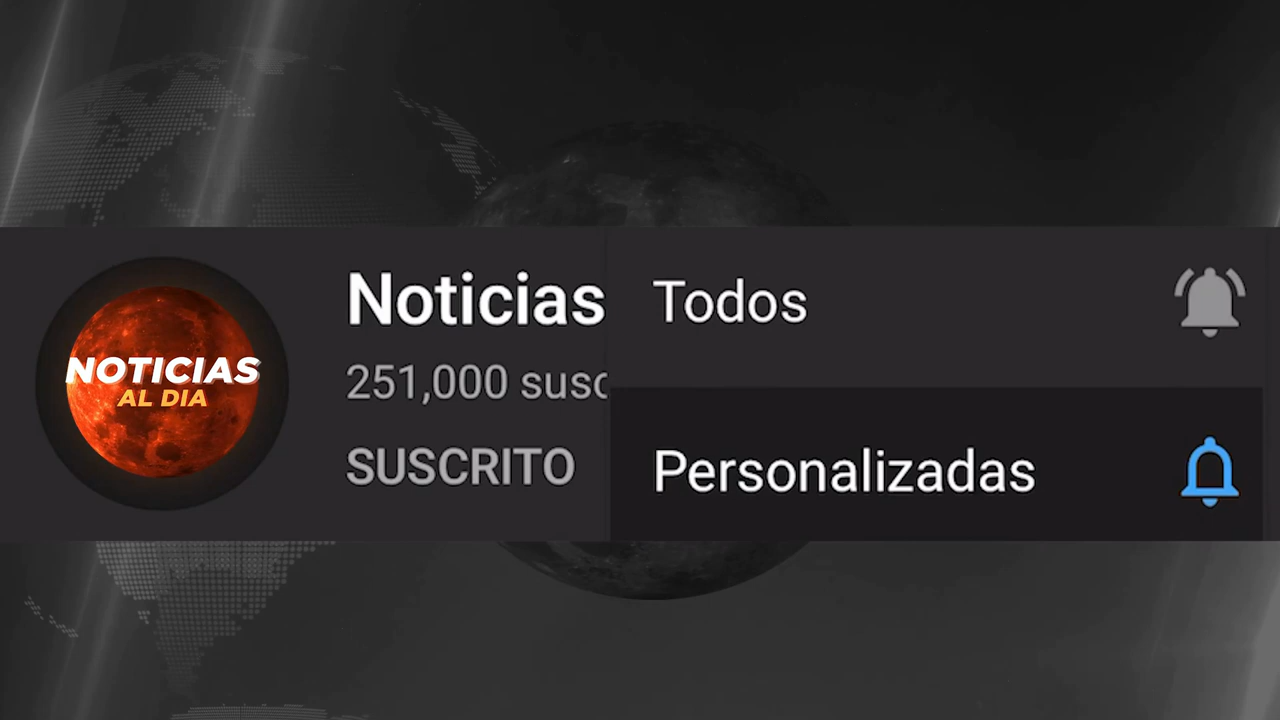 NOTICIAS
AL DIA
Noticias
251,000 susc
SUSCRITO
Todos
Personalizadas